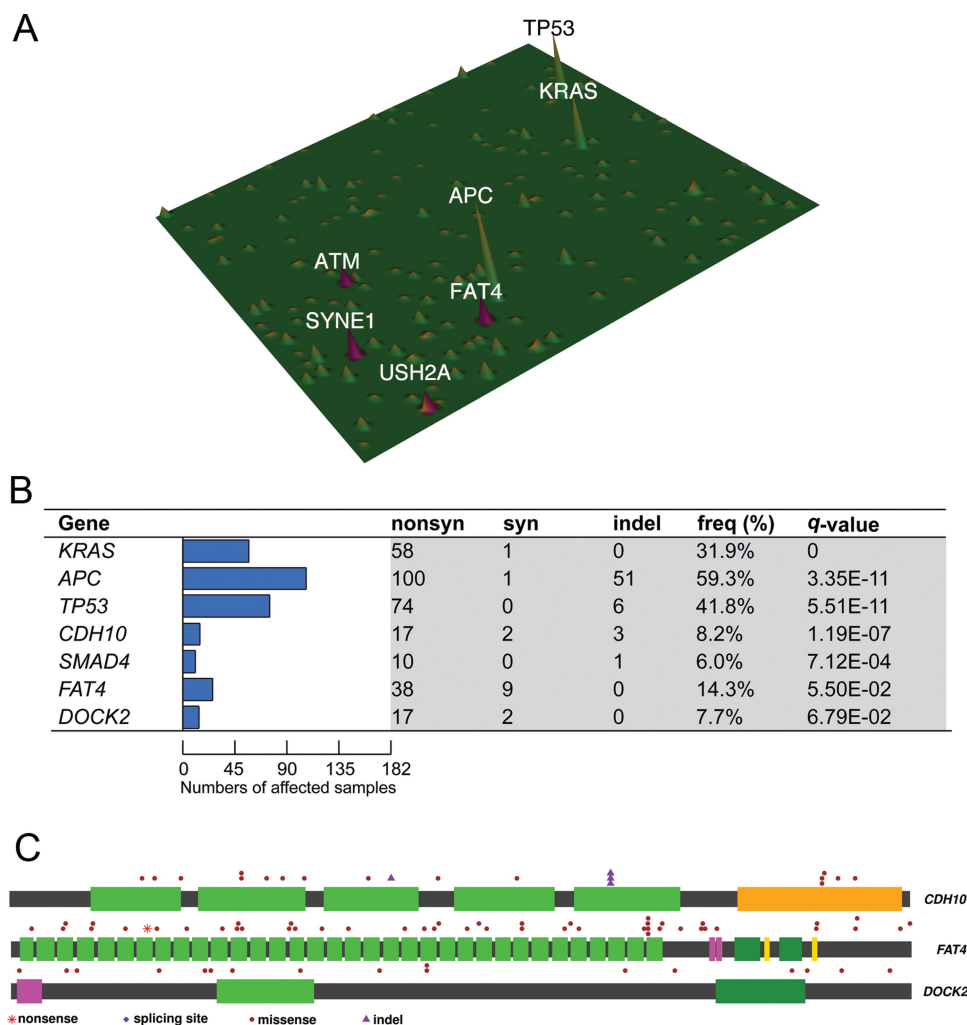 A
TP53
KRAS
APC
ATM
FAT4
SYNE1
USH2A
B
Gene nonsyn syn indel freq (%) q-value
KRAS 58 1 0 31.9% 0
APC 100 1 51 59.3% 3.35E-11
TP53 74 0 6 41.8% 5.51E-11
CDH10 17 2 3 8.2% 1.19E-07
SMAD4 10 0 1 6.0% 7.12E-04
FAT4 38 9 0 14.3% 5.50E-02
DOCK2 17 2 0 7.7% 6.79E-02
0 45 90 135 182
Numbers of affected samples
C
CDH10
FAT4
DOCK2
nonsense splicing site missense indel